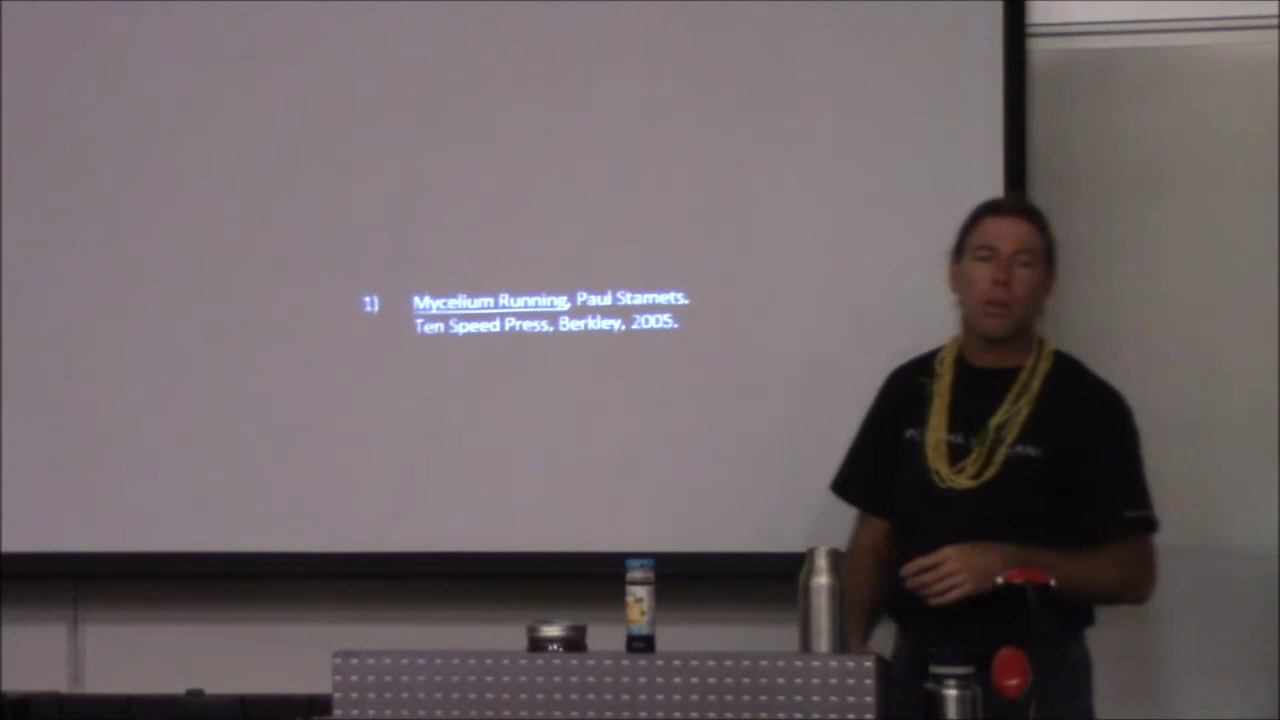 1) Mycelium Running, Paul Stamets.
Ten Speed Press, Berkley, 2005.